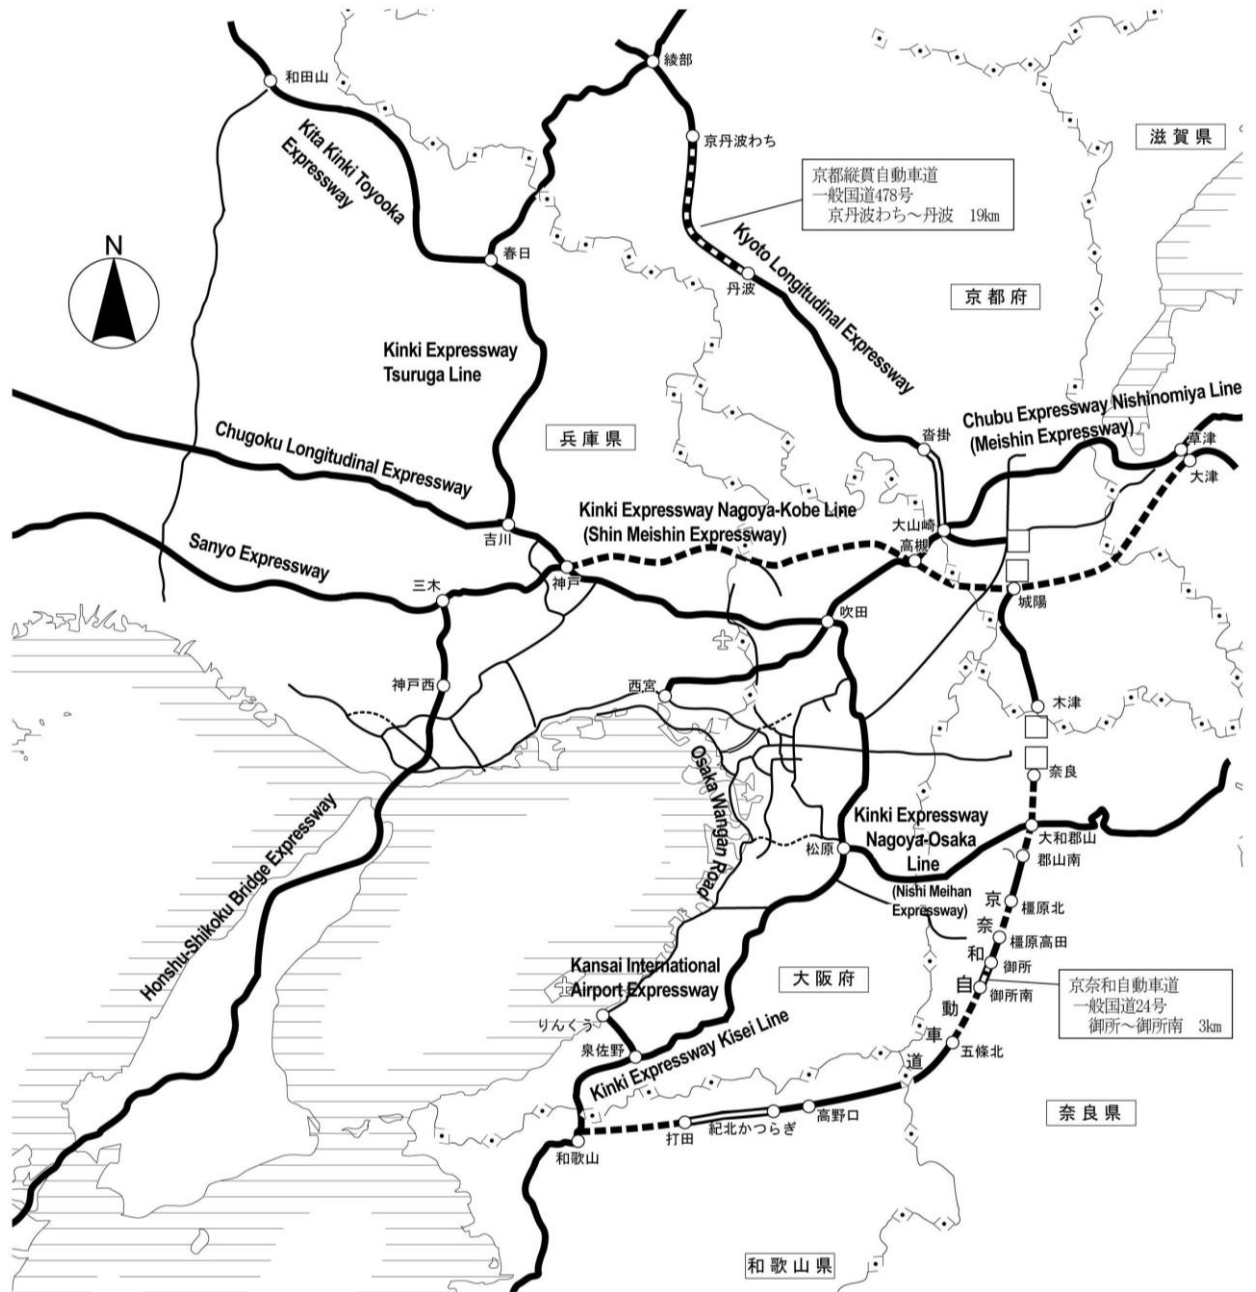 綾部
和田山
Kita Kinki Toyooka
Expressway
京丹波わち
滋賀県
京都縦貫自動車道
一般国道478号
京丹波わち～丹波 19km
N
春日
丹波
Kyoto Longitudinal Expressway
京都府
Kinki Expressway
Tsuruga Line
Chubu Expressway Nishinomiya Line
(Meishin Expressway)
兵庫県
Chugoku Longitudinal Expressway
沓掛
草津
大津
Kinki Expressway Nagoya-Kobe Line
(Shin Meishin Expressway)
吉川
大山崎
高槻
Sanyo Expressway
神戸
三木
城陽
吹田
神戸西
西宮
木津
奈良
Osaka Wangan Road
Honshu-Shikoku Bridge Expressway
Kinki Expressway
Nagoya-Osaka
Line
(Nishi Meihan
Expressway)
松原
大和郡山
郡山南
橿原北
橿原高田
御所
御所南
五條北
京奈和自動車道
京奈和自動車道
一般国道24号
御所～御所南 3km
Kansai International
Airport Expressway
大阪府
りんくう
泉佐野
Kinki Expressway Kisei Line
高野口
紀北かつらぎ
打田
和歌山
奈良県
和歌山県